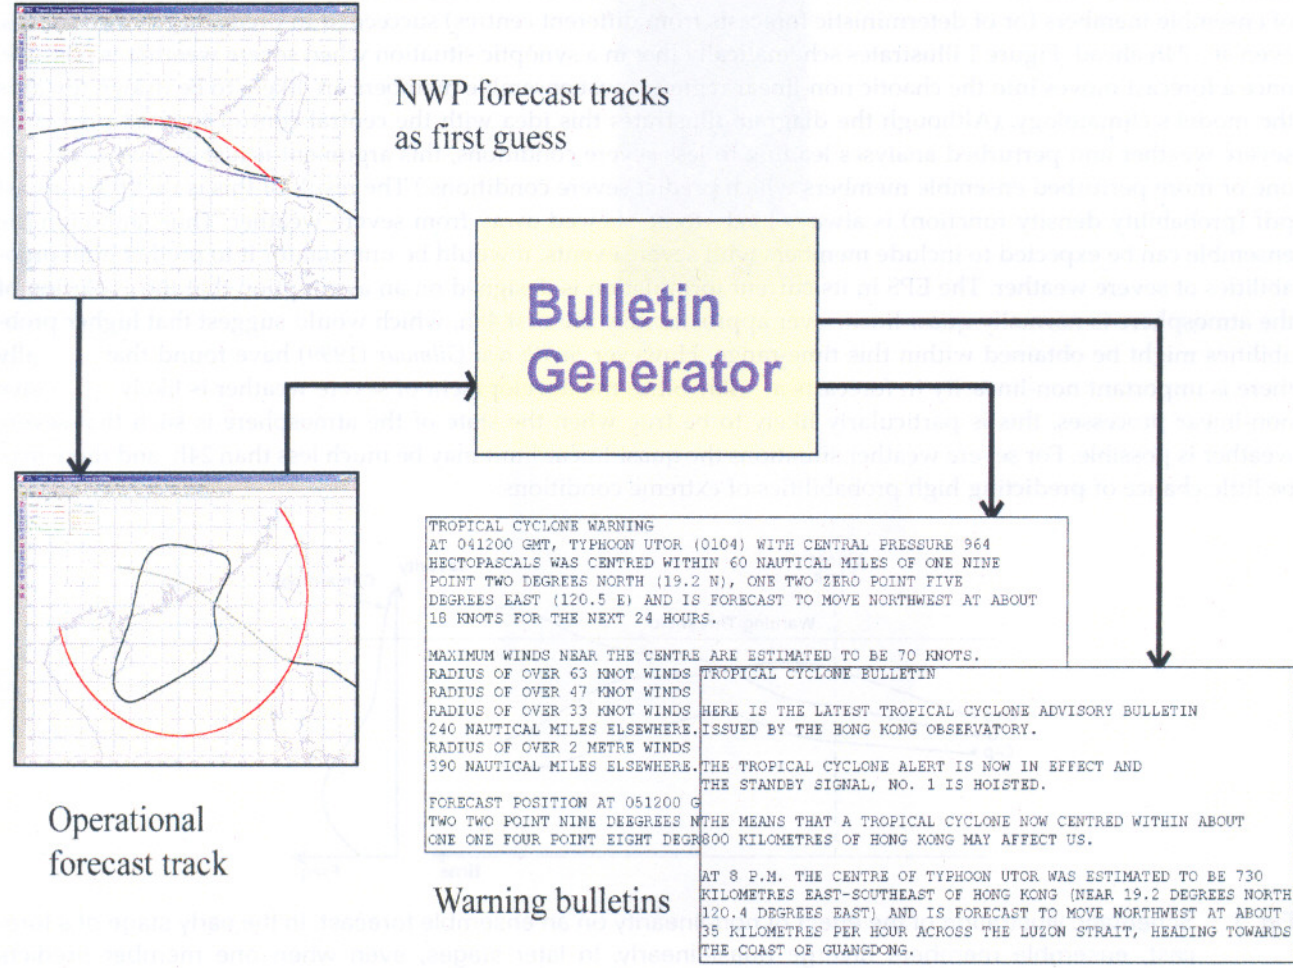 NWP forecast tracks
as first guess
Bulletin
Generator
Operational
forecast track
TROPICAL CYCLONE WARNING
AT 041200 GMT, TYPHOON UTOR (0104) WITH CENTRAL PRESSURE 964
HECTOPASCALS WAS CENTRED WITHIN 60 NAUTICAL MILES OF ONE NINE
POINT TWO DEGREES NORTH (19.2 N), ONE TWO ZERO POINT FIVE
DEGREES EAST (120.5 E) AND IS FORECAST TO MOVE NORTHWEST AT ABOUT
18 KNOTS FOR THE NEXT 24 HOURS.
MAXIMUM WINDS NEAR THE CENTRE ARE ESTIMATED TO BE 70 KNOTS.
RADIUS OF OVER 63 KNOT WINDS
RADIUS OF OVER 47 KNOT WINDS
RADIUS OF OVER 33 KNOT WINDS
240 NAUTICAL MILES ELSEWHERE.
RADIUS OF OVER 2 METRE WINDS
390 NAUTICAL MILES ELSEWHERE.
FORECAST POSITION AT 051200 G
TWO TWO POINT NINE DEEGREES N
ONE ONE FOUR POINT EIGHT DEGR
Warning bulletins
TROPICAL CYCLONE BULLETIN
HERE IS THE LATEST TROPICAL CYCLONE ADVISORY BULLETIN
ISSUED BY THE HONG KONG OBSERVATORY.
THE TROPICAL CYCLONE ALERT IS NOW IN EFFECT AND
THE STANDBY SIGNAL, NO. 1 IS HOISTED.
THE MEANS THAT A TROPICAL CYCLONE NOW CENTRED WITHIN ABOUT
800 KILOMETRES OF HONG KONG MAY AFFECT US.
AT 8 P.M. THE CENTRE OF TYPHOON UTOR WAS ESTIMATED TO BE 730
KILOMETRES EAST-SOUTHEAST OF HONG KONG (NEAR 19.2 DEGREES NORTH
120.4 DEGREES EAST) AND IS FORECAST TO MOVE NORTHWEST AT ABOUT
35 KILOMETRES PER HOUR ACROSS THE LUZON STRAIT, HEADING TOWARDS
THE COAST OF GUANGDONG.